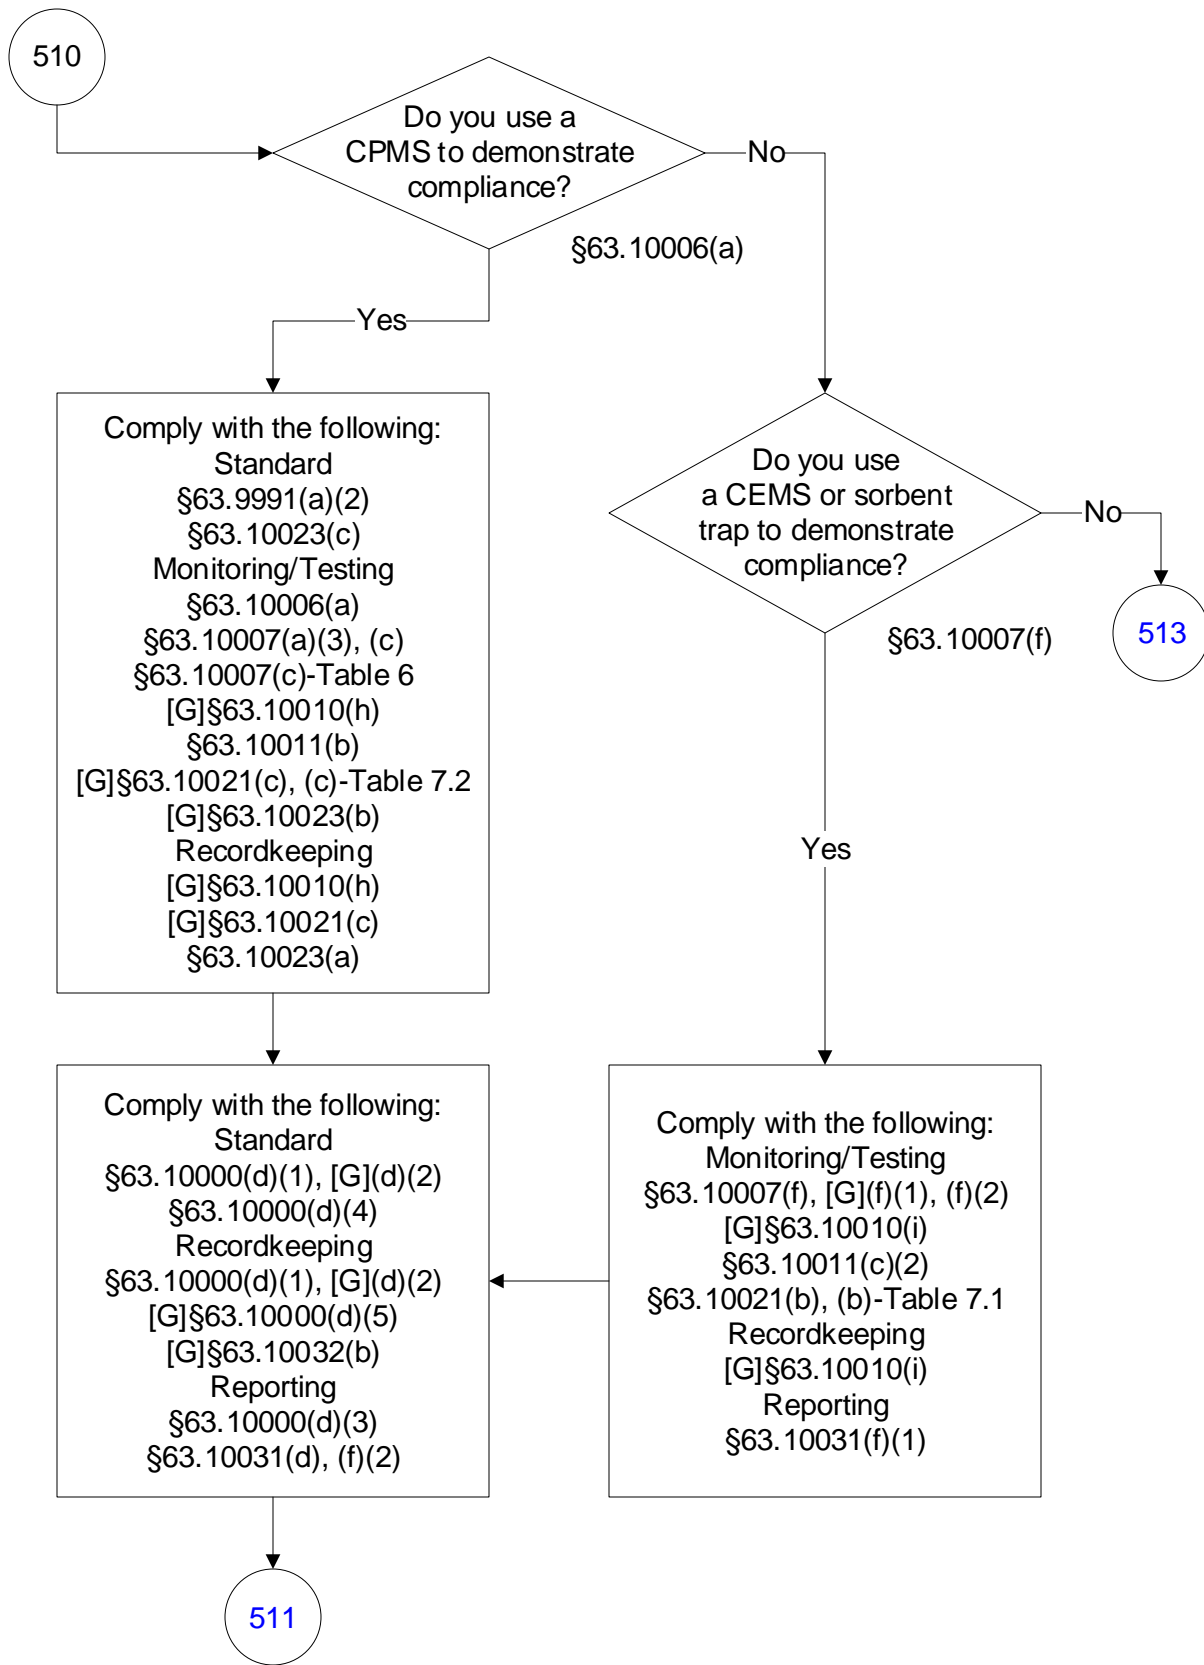 510
Do you use a
CPMS to demonstrate
compliance?
No
§63.10006(a)
Yes
Comply with the following:
Standard
§63.9991(a)(2)
§63.10023(c)
Monitoring/Testing
§63.10006(a)
§63.10007(a)(3), (c)
§63.10007(c)-Table 6
[G]§63.10010(h)
§63.10011(b)
[G]§63.10021(c), (c)-Table 7.2
[G]§63.10023(b)
Recordkeeping
[G]§63.10010(h)
[G]§63.10021(c)
§63.10023(a)
Do you use
a CEMS or sorbent
trap to demonstrate
compliance?
No
§63.10007(f)
513
Yes
Comply with the following:
Standard
§63.10000(d)(1), [G](d)(2)
§63.10000(d)(4)
Recordkeeping
§63.10000(d)(1), [G](d)(2)
[G]§63.10000(d)(5)
[G]§63.10032(b)
Reporting
§63.10000(d)(3)
§63.10031(d), (f)(2)
Comply with the following:
Monitoring/Testing
§63.10007(f), [G](f)(1), (f)(2)
[G]§63.10010(i)
§63.10011(c)(2)
§63.10021(b), (b)-Table 7.1
Recordkeeping
[G]§63.10010(i)
Reporting
§63.10031(f)(1)
511